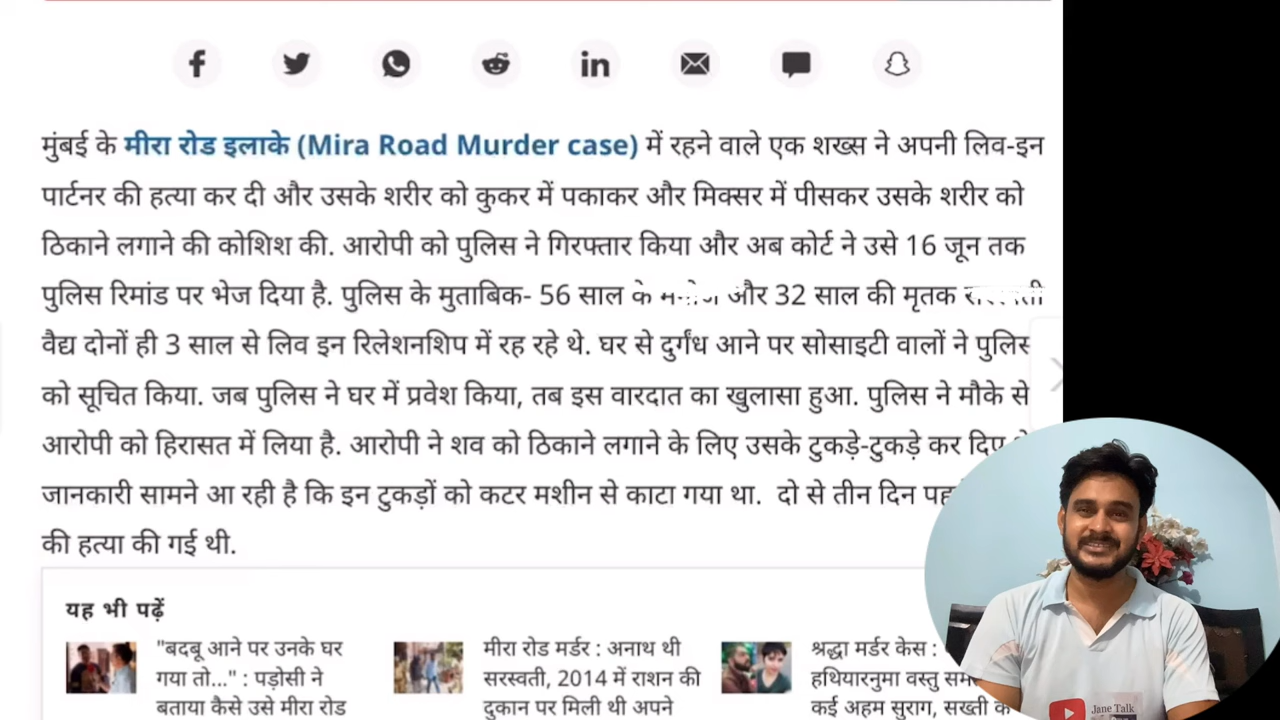 मुंबई के मीरा रोड इलाके (Mira Road Murder case) में रहने वाले एक शख्स ने अपनी लिव-इन
पार्टनर की हत्या कर दी और उसके शरीर को कुकर में पकाकर और मिक्सर में पीसकर उसके शरीर को
ठिकाने लगाने की कोशिश की. आरोपी को पुलिस ने गिरफ्तार किया और अब कोर्ट ने उसे 16 जून तक
पुलिस रिमांड पर भेज दिया है. पुलिस के मुताबिक- 56 साल के और 32 साल की मृतक
वैद्य दोनों ही 3 साल से लिव इन रिलेशनशिप में रह रहे थे. घर से दुर्गंध आने पर सोसाइटी वालों ने पुलिस
को सूचित किया. जब पुलिस ने घर में प्रवेश किया, तब इस वारदात का खुलासा हुआ. पुलिस ने मौके से
आरोपी को हिरासत में लिया है. आरोपी ने शव को ठिकाने लगाने के लिए उसके टुकड़े-टुकड़े कर दिए
जानकारी सामने आ रही है कि इन टुकड़ों को कटर मशीन से काटा गया था. दो से तीन दिन
की हत्या की गई थी.
यह भी पढ़ें
"बदबू आने पर उनके घर
गया तो..." : पड़ोसी ने
बताया कैसे उसे मीरा रोड
मीरा रोड मर्डर : अनाथ थी
सरस्वती, 2014 में राशन की
दुकान पर मिली थी अपने
श्रद्धा मर्डर केस :
हथियारनुमा वस्तु
कई अहम सुराग, सख्ती
Jane Talk